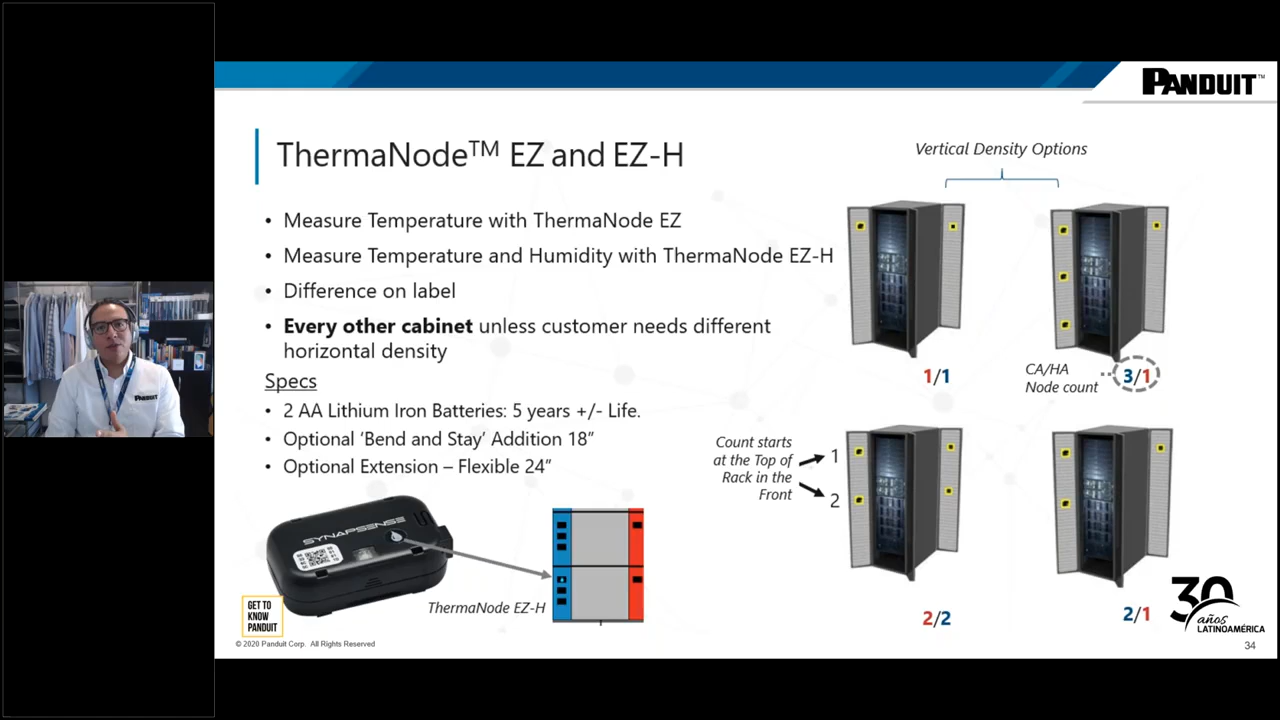 PANDUIT™
ThermaNode™ EZ and EZ-H
• Measure Temperature with ThermaNode EZ
• Measure Temperature and Humidity with ThermaNode EZ-H
• Difference on label
• Every other cabinet unless customer needs different
horizontal density
Specs
• 2 AA Lithium Iron Batteries: 5 years +/- Life.
• Optional ‘Bend and Stay’ Addition 18”
• Optional Extension – Flexible 24”
SYNAPSENSE
ThermaNode EZ-H
Vertical Density Options
1/1
CA/HA
Node count
3/1
Count starts
at the Top of
Rack in the
Front
1
2
2/2
2/1
GET TO
KNOW
PANDUIT
30
años
LATINOAMÉRICA
© 2020 Panduit Corp. All Rights Reserved
34
PANDUIT